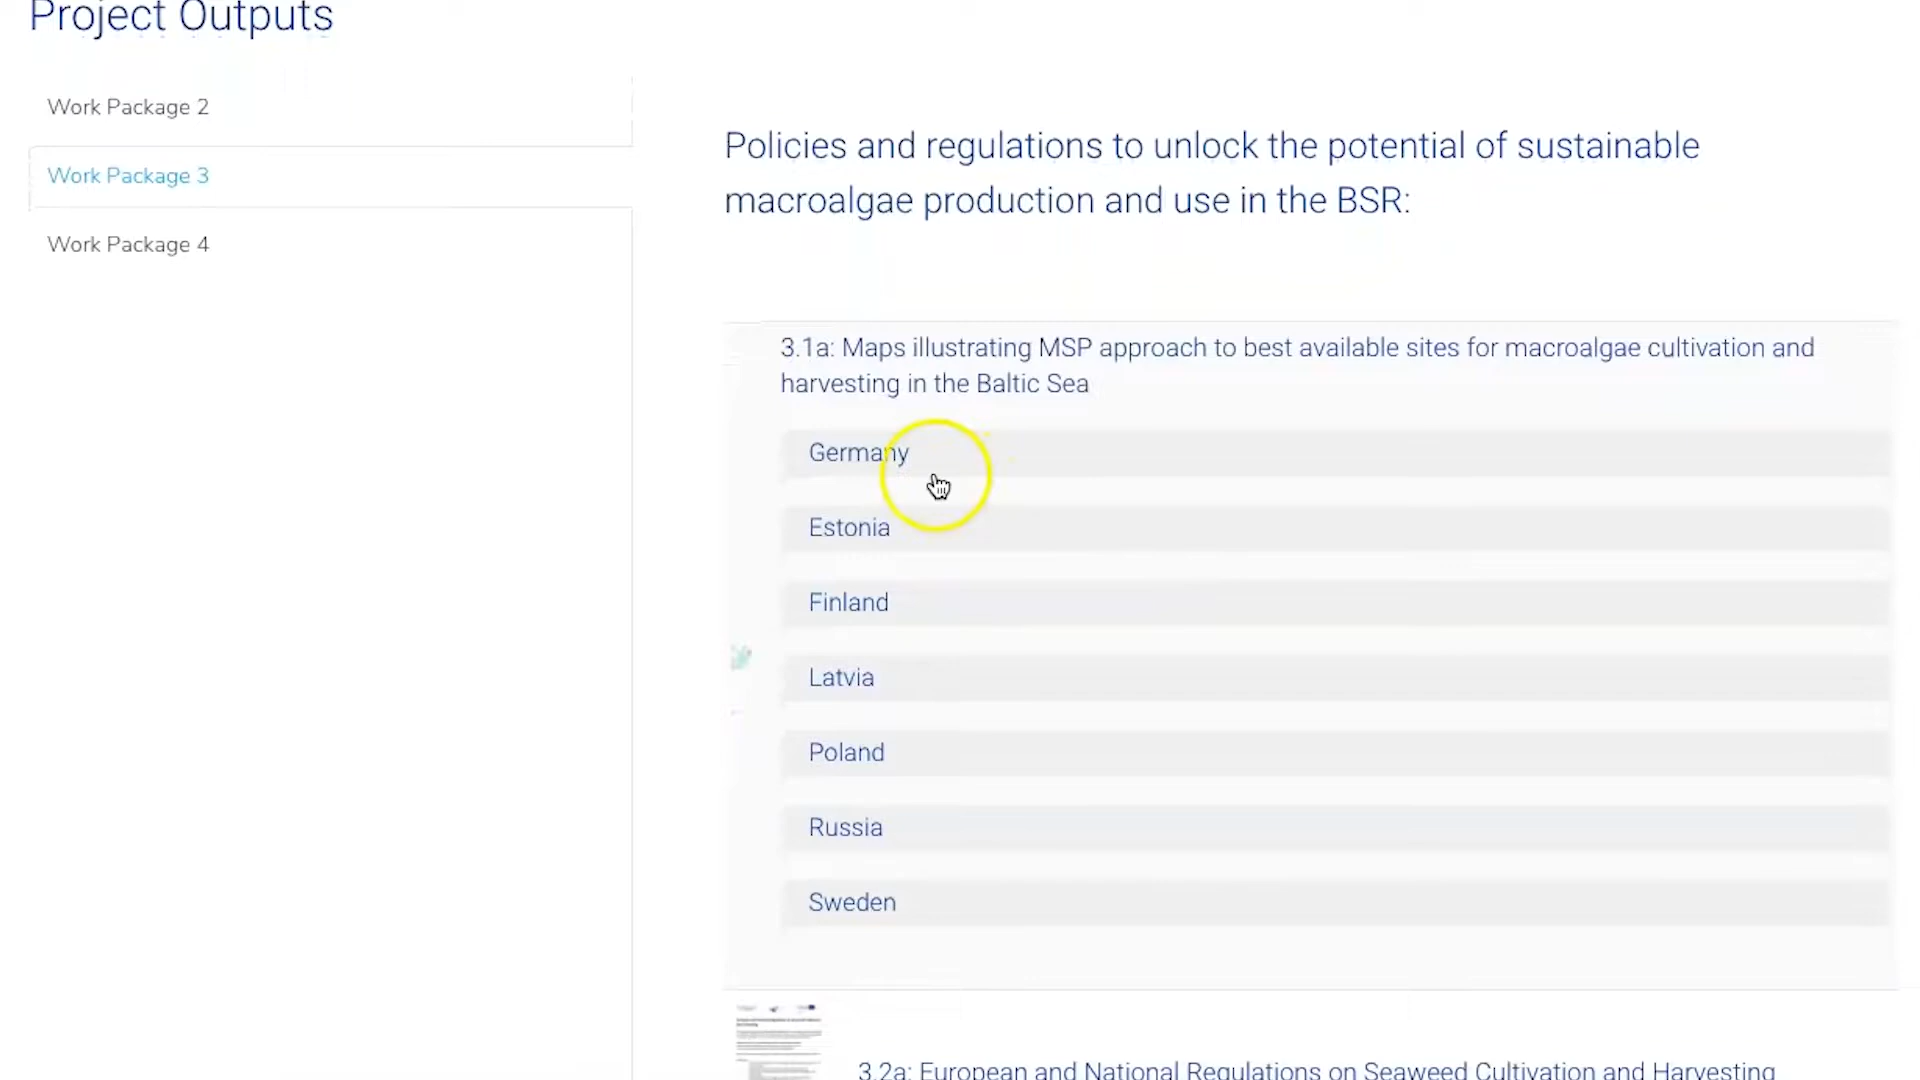 Project Outputs
Work Package 2
Work Package 3
Work Package 4
Policies and regulations to unlock the potential of sustainable
macroalgae production and use in the BSR:
3.1a: Maps illustrating MSP approach to best available sites for macroalgae cultivation and
harvesting in the Baltic Sea
Germany
Estonia
Finland
Latvia
Poland
Russia
Sweden
3.2a: European and National Regulations on Seaweed Cultivation and Harvesting